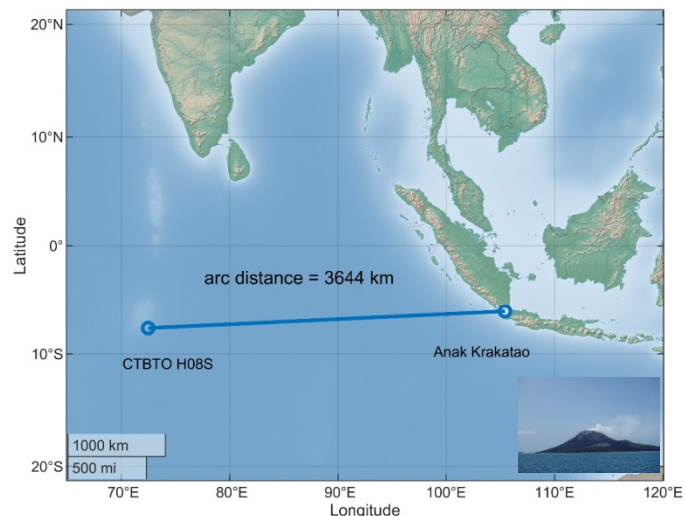 20°N
10°N
0°
10°S
20°S
Latitude
arc distance = 3644 km
CTBTO H08S
Anak Krakatao
1000 km
500 mi
70°E
80°E
90°E
100°E
110°E
120°E
Longitude